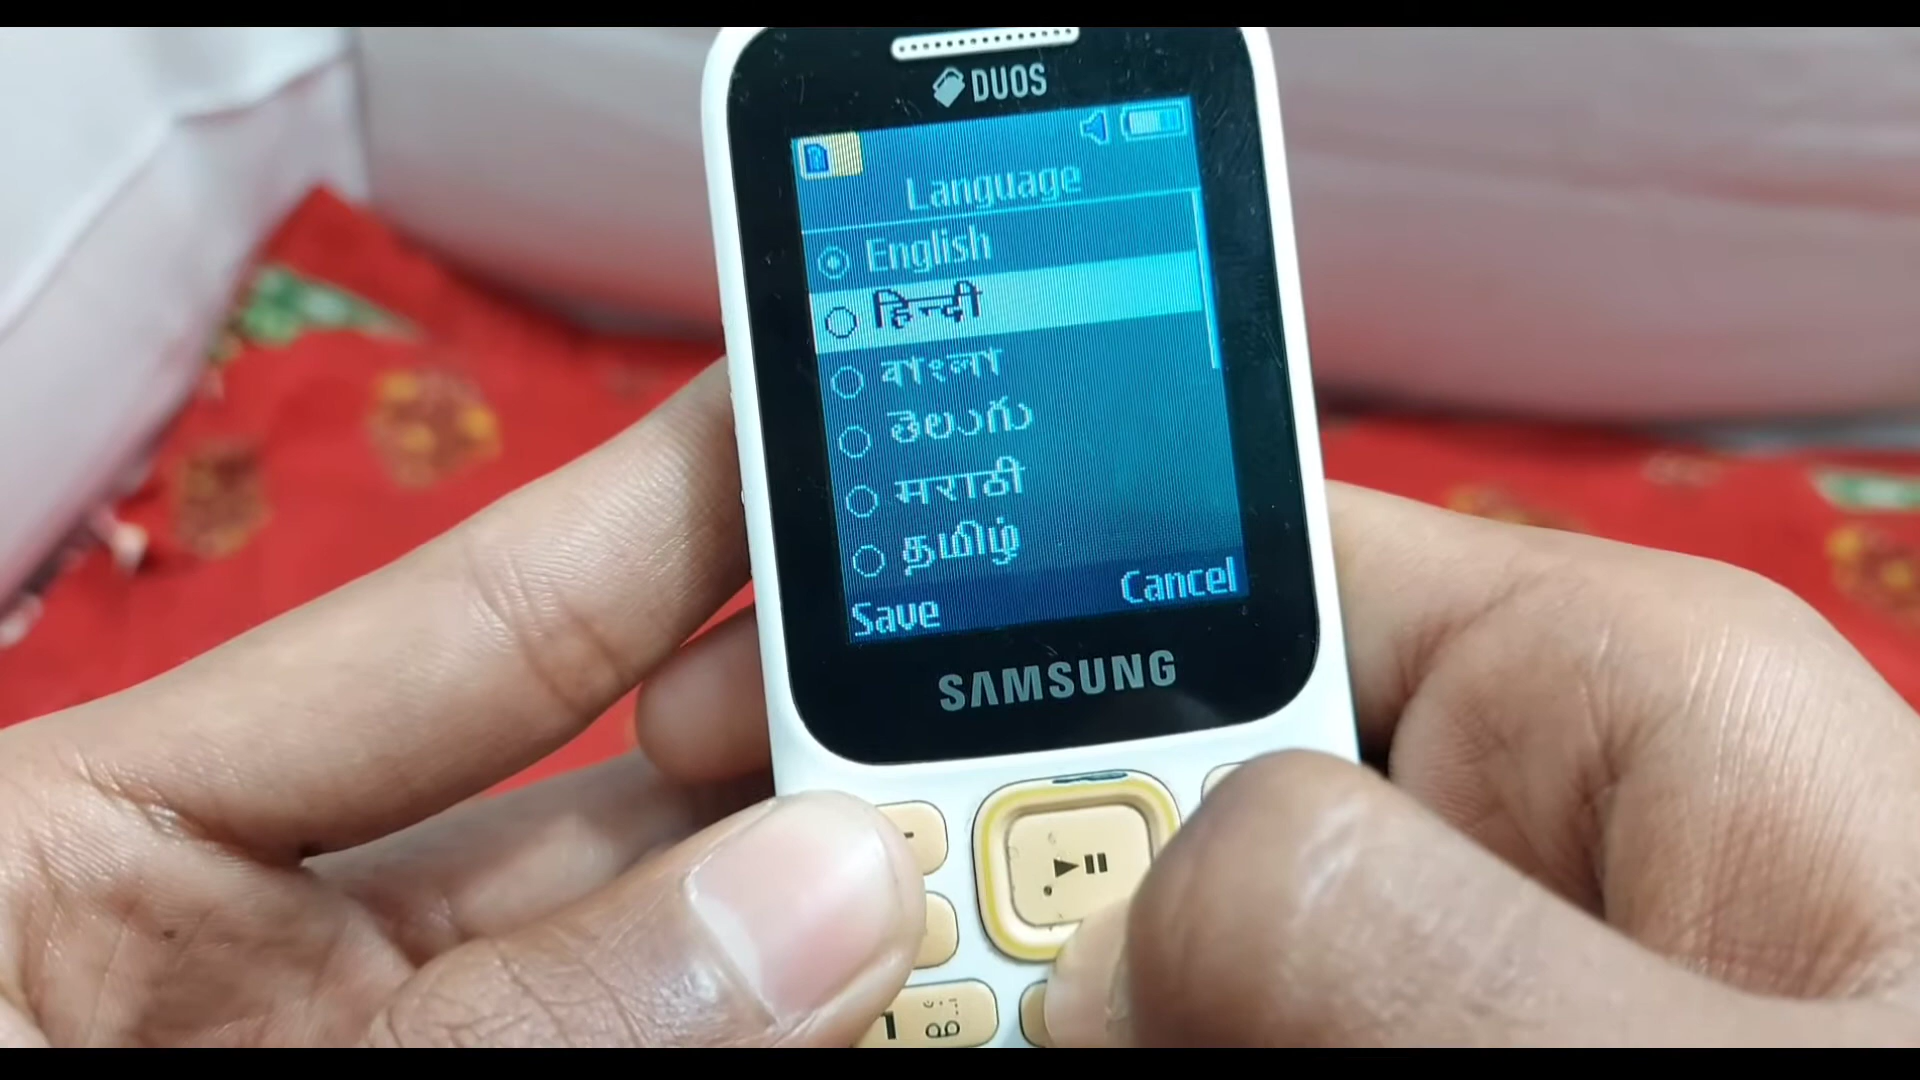 DUOS
Language
English
हिन्दी
বাংলা
తెలుగు
मराठी
தமிழ்
Save
Cancel
SAMSUNG